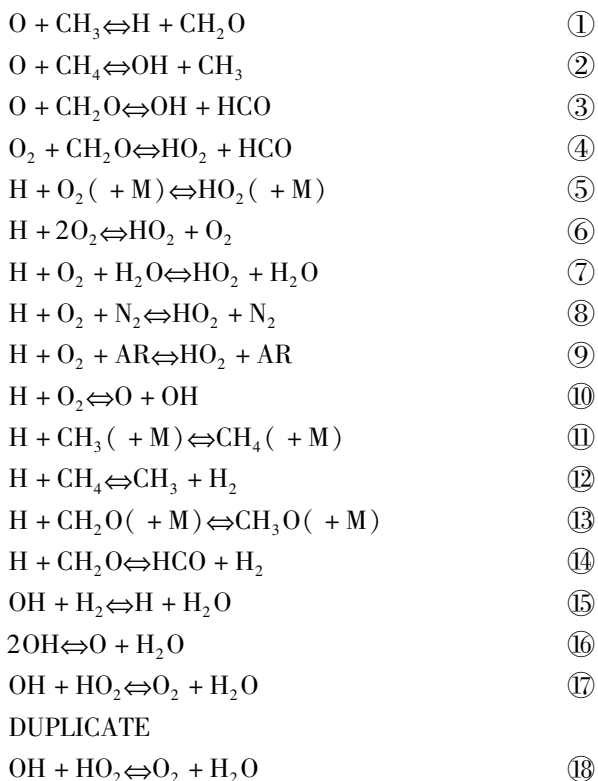 O + CH₃⇔H + CH₂O ①
O + CH₄⇔OH + CH₃ ②
O + CH₂O⇔OH + HCO ③
O₂ + CH₂O⇔HO₂ + HCO ④
H + O₂( + M)⇔HO₂( + M) ⑤
H + 2O₂⇔HO₂ + O₂ ⑥
H + O₂ + H₂O⇔HO₂ + H₂O ⑦
H + O₂ + N₂⇔HO₂ + N₂ ⑧
H + O₂ + AR⇔HO₂ + AR ⑨
H + O₂⇔O + OH ⑩
H + CH₃( + M)⇔CH₄( + M) ⑪
H + CH₄⇔CH₃ + H₂ ⑫
H + CH₂O( + M)⇔CH₃O( + M) ⑬
H + CH₂O⇔HCO + H₂ ⑭
OH + H₂⇔H + H₂O ⑮
2OH⇔O + H₂O ⑯
OH + HO₂⇔O₂ + H₂O ⑰
DUPLICATE
OH + HO₂⇔O₂ + H₂O ⑱